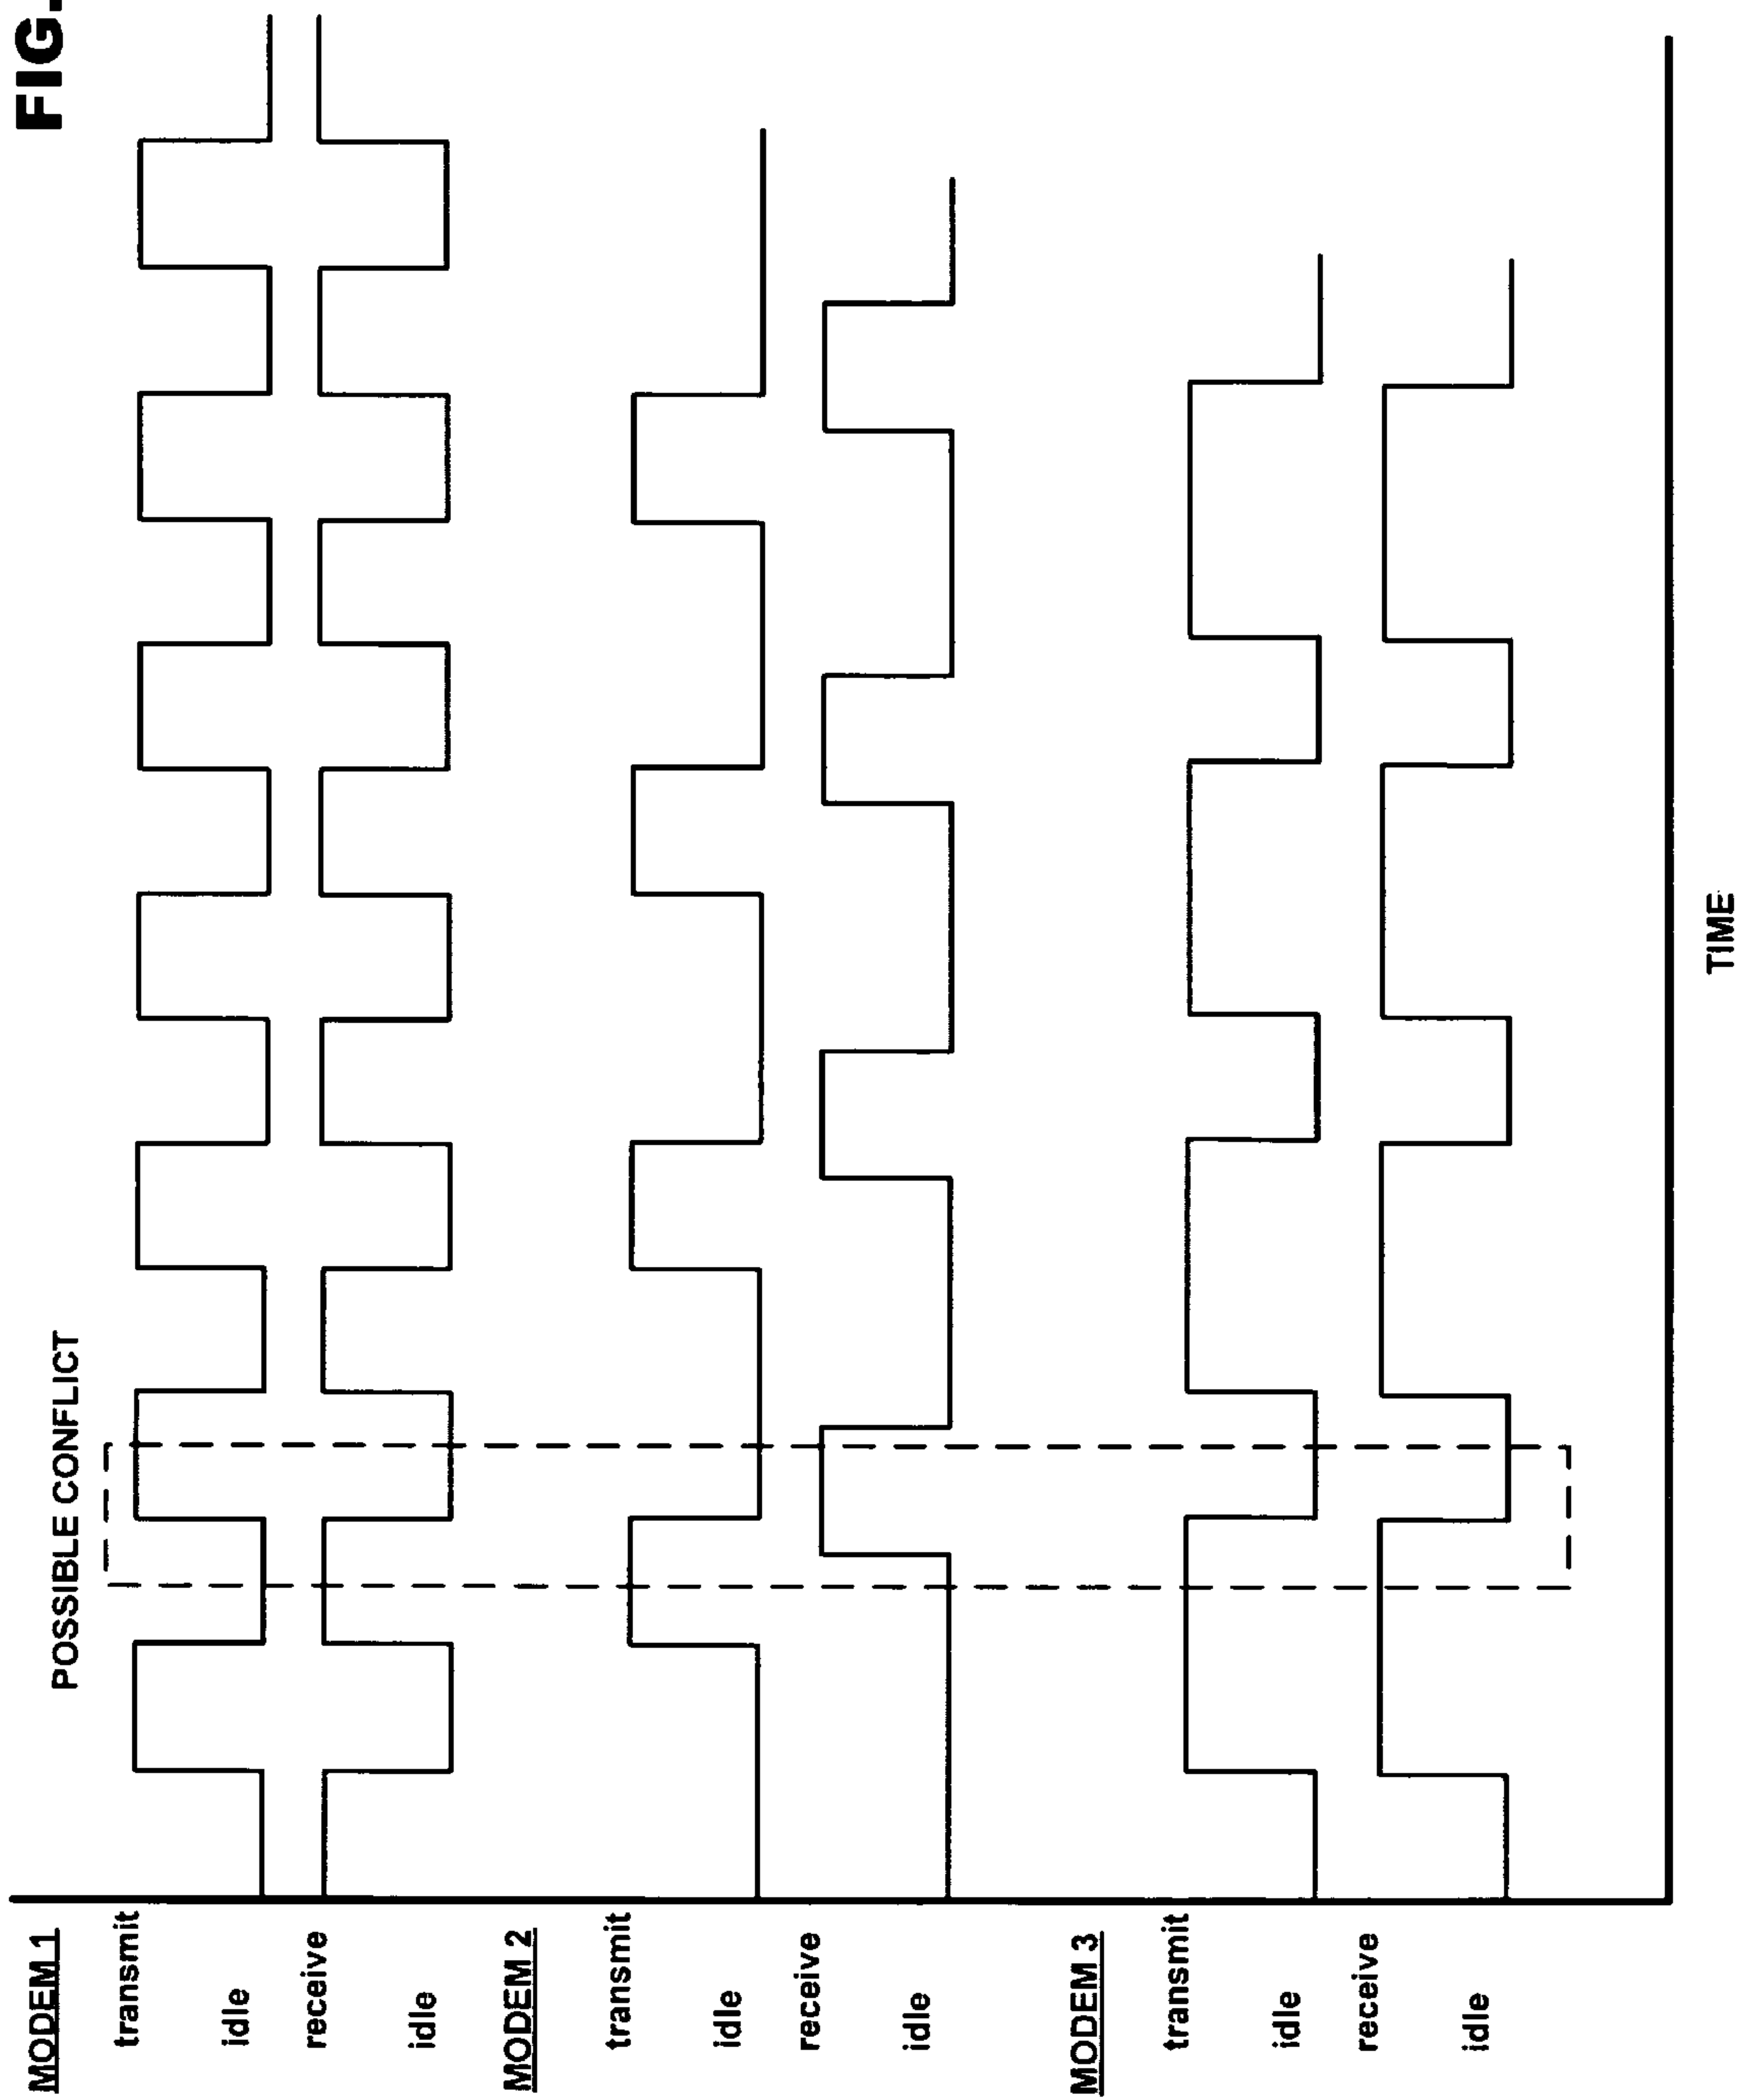 FIG.
POSSIBLE CONFLICT
MODEM 1
transmit
idle
receive
idle
MODEM 2
transmit
idle
receive
idle
MODEM 3
transmit
idle
receive
idle
TIME